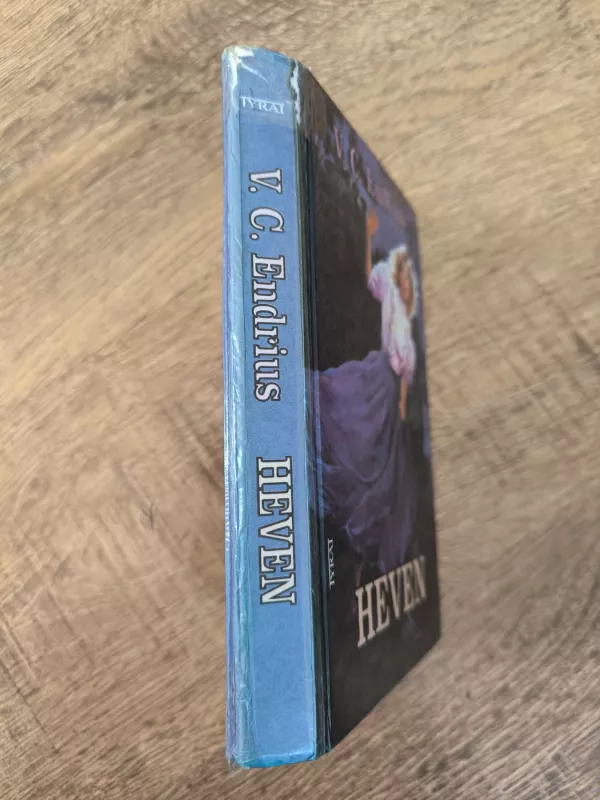 TYRAI
V. C. Endrius
HEVEN
V. C.
TYRAI
HEVEN